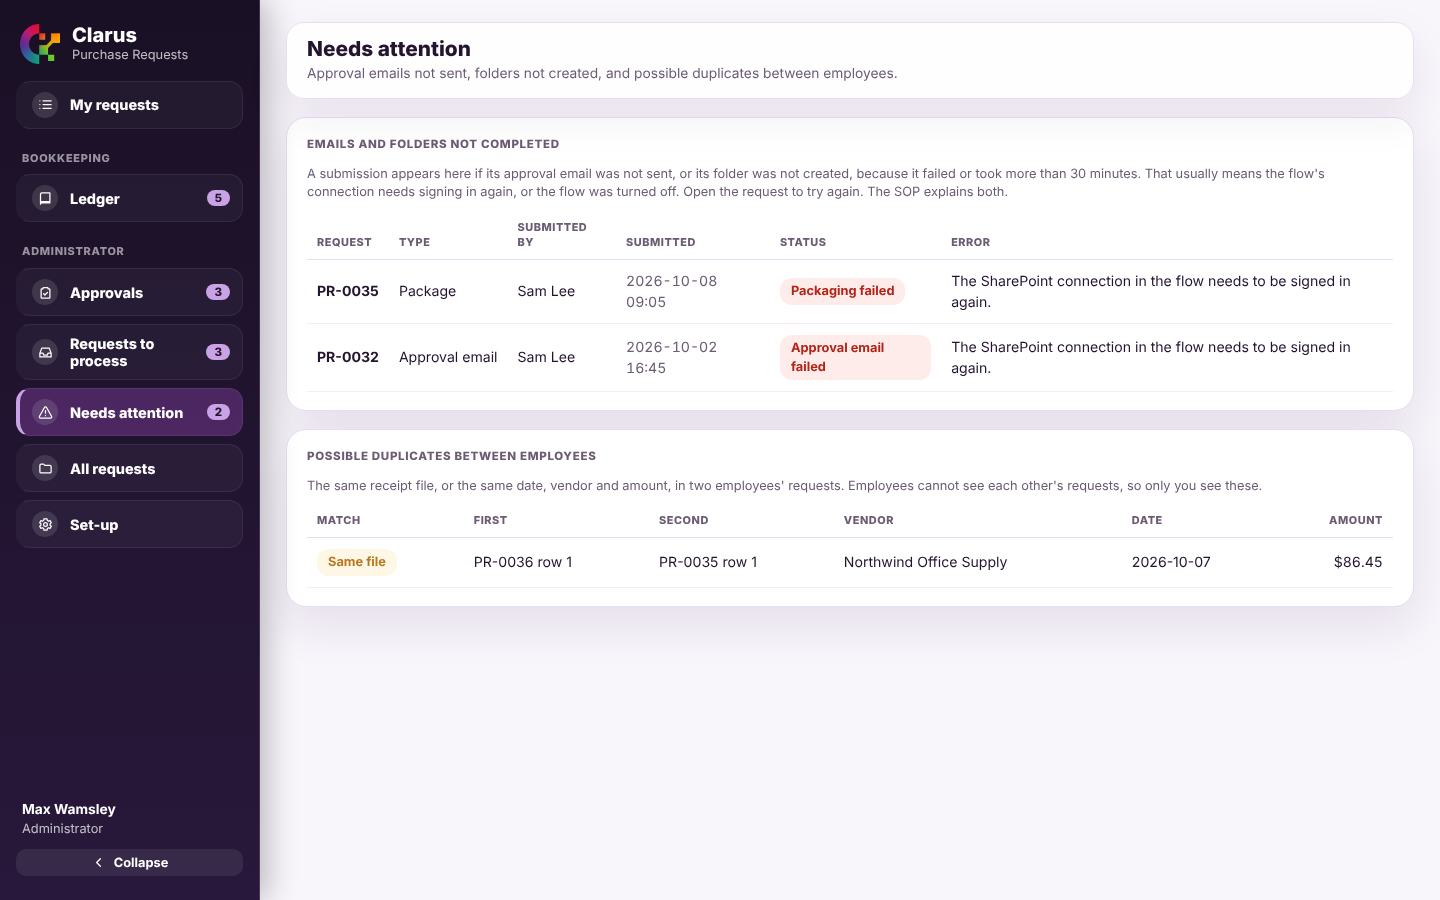 Clarus
Purchase Requests
My requests
BOOKKEEPING
Ledger 5
ADMINISTRATOR
Approvals 3
Requests to
process 3
Needs attention 2
All requests
Set-up
Max Wamsley
Administrator
Collapse
Needs attention
Approval emails not sent, folders not created, and possible duplicates between employees.
EMAILS AND FOLDERS NOT COMPLETED
A submission appears here if its approval email was not sent, or its folder was not created, because it failed or took more than 30 minutes. That usually means the flow's
connection needs signing in again, or the flow was turned off. Open the request to try again. The SOP explains both.
REQUEST TYPE SUBMITTED BY SUBMITTED STATUS ERROR
PR-0035 Package Sam Lee 2026-10-08 09:05 Packaging failed The SharePoint connection in the flow needs to be signed in again.
PR-0032 Approval email Sam Lee 2026-10-02 16:45 Approval email failed The SharePoint connection in the flow needs to be signed in again.
POSSIBLE DUPLICATES BETWEEN EMPLOYEES
The same receipt file, or the same date, vendor and amount, in two employees' requests. Employees cannot see each other's requests, so only you see these.
MATCH FIRST SECOND VENDOR DATE AMOUNT
Same file PR-0036 row 1 PR-0035 row 1 Northwind Office Supply 2026-10-07 $86.45